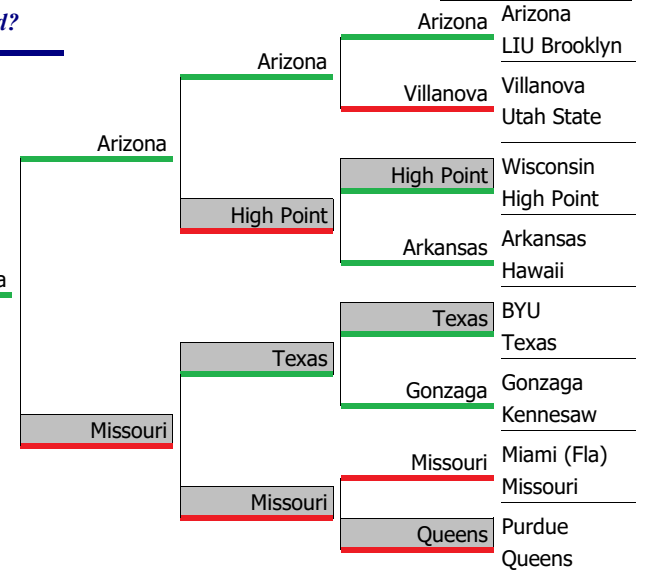 d?
Arizona
LIU Brooklyn
Villanova
Utah State
Wisconsin
High Point
Arkansas
Hawaii
BYU
Texas
Gonzaga
Kennesaw
Miami (Fla)
Missouri
Purdue
Queens
Arizona
Villanova
High Point
Arkansas
Texas
Gonzaga
Missouri
Queens
Arizona
High Point
Texas
Missouri
Arizona
Missouri
a